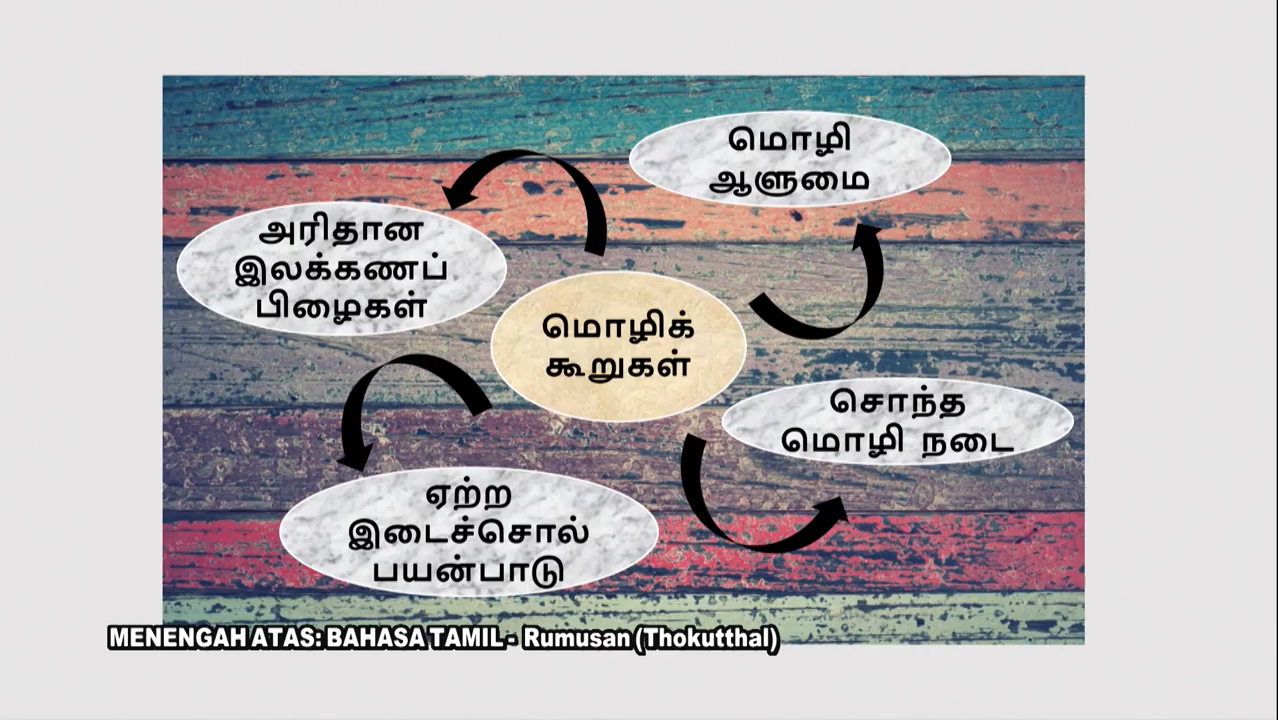 மொழி
ஆளுமை
அரிதான
இலக்கணப்
பிழைகள்
மொழிக்
கூறுகள்
சொந்த
மொழி நடை
ஏற்ற
இடைச்சொல்
பயன்பாடு
MENENGAH ATAS: BAHASA TAMIL - Rumusan (Thokutthal)